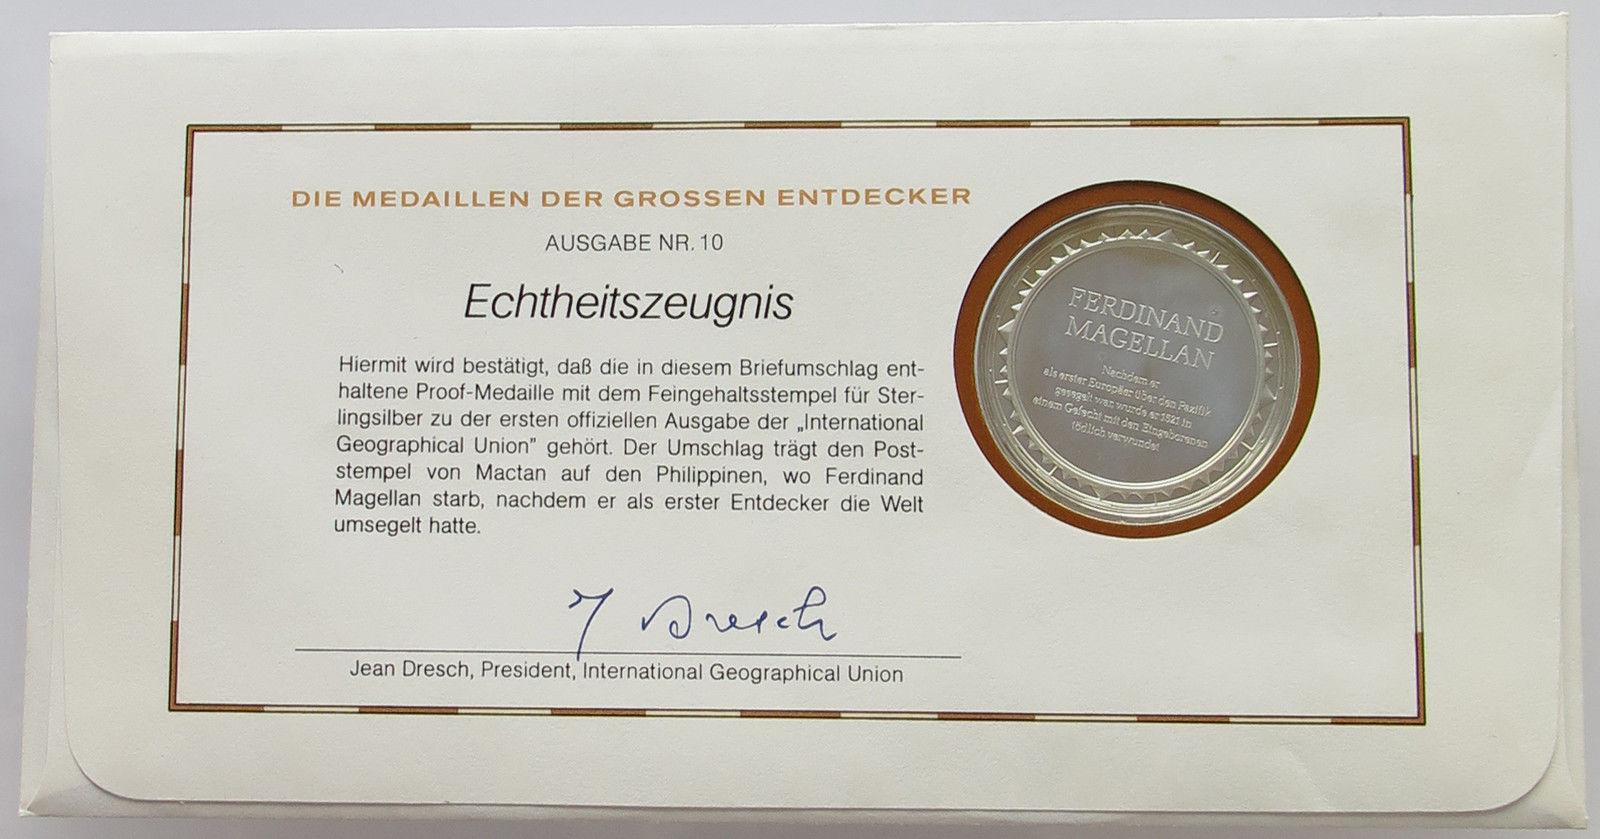 DIE MEDAILLEN DER GROSSEN ENTDECKER
AUSGABE NR. 10
Echtheitszeugnis
Hiermit wird bestätigt, daß die in diesem Briefumschlag ent-
haltene Proof-Medaille mit dem Feingehaltsstempel für Ster-
lingsilber zu der ersten offiziellen Ausgabe der „International
Geographical Union” gehört. Der Umschlag trägt den Post-
stempel von Mactan auf den Philippinen, wo Ferdinand
Magellan starb, nachdem er als erster Entdecker die Welt
umsegelt hatte.
J Dresch
Jean Dresch, President, International Geographical Union
FERDINAND
MAGELLAN
Nachdem er
als erster Europäer über den Pazifik
gesegelt war, wurde er 1521 in
einem Gefecht mit den Eingeborenen
tödlich verwundet